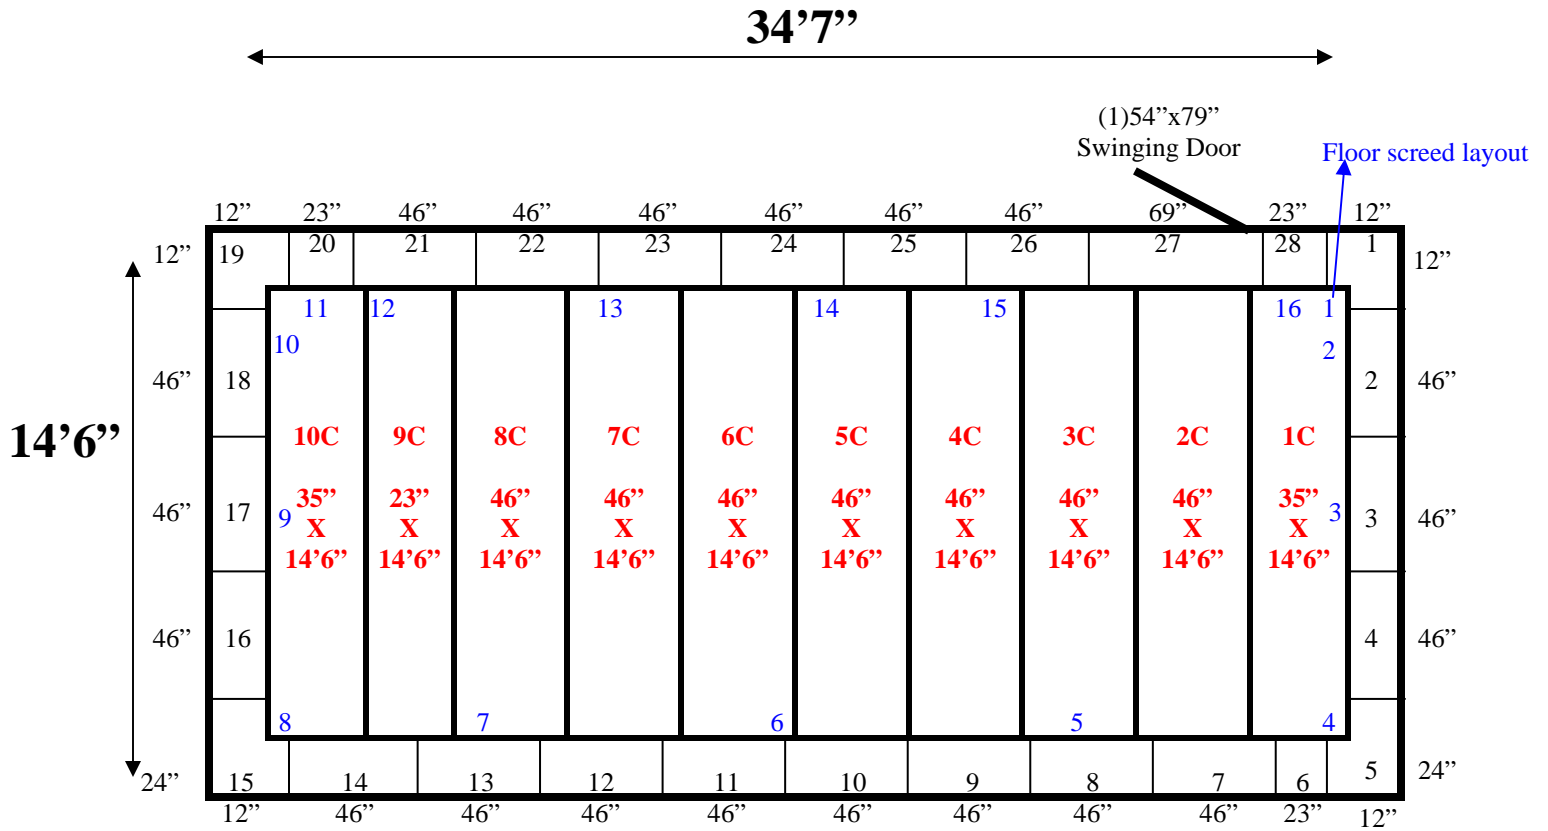 34’7”
(1)54”x79”
Swinging Door
Floor screed layout
12” 23” 46” 46” 46” 46” 46” 46” 69” 23” 12”
19 20 21 22 23 24 25 26 27 28 1
12” 12”
11 12 13 14 15 16 1
10 2
46” 18 2 46”
14’6”
10C 9C 8C 7C 6C 5C 4C 3C 2C 1C
35” 23” 46” 46” 46” 46” 46” 46” 46” 35”
46” 17 9 3 3 46”
X X X X X X X X X X
14’6” 14’6” 14’6” 14’6” 14’6” 14’6” 14’6” 14’6” 14’6” 14’6”
46” 16 4 46”
8 7 6 5 4
24” 15 14 13 12 11 10 9 8 7 6 5 24”
12” 46” 46” 46” 46” 46” 46” 46” 46” 23” 12”